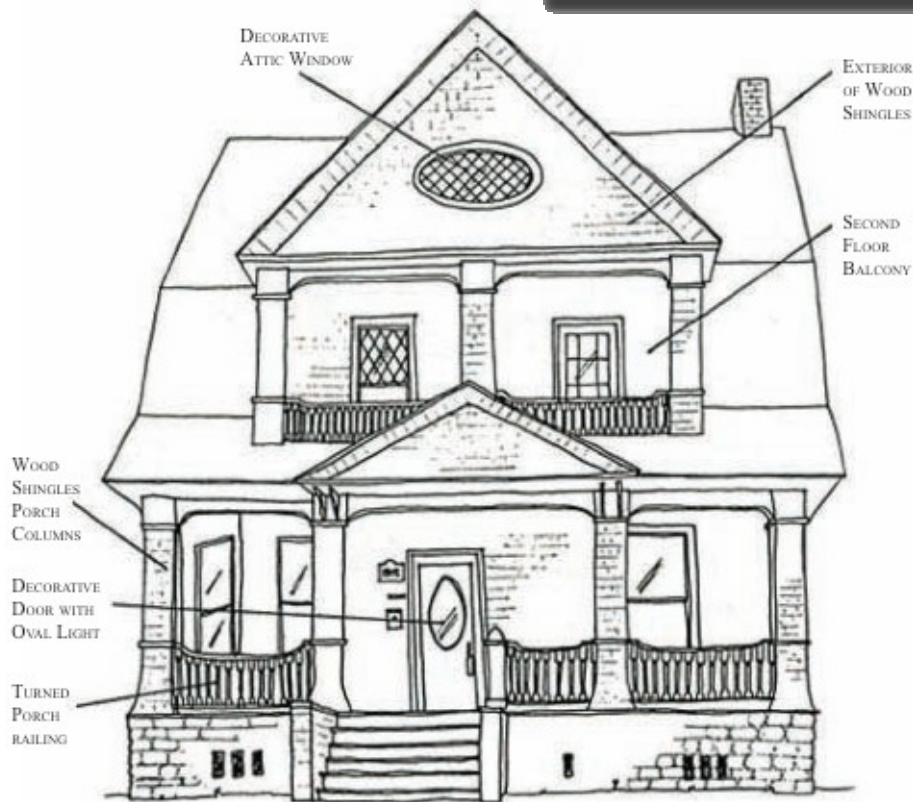 DECORATIVE
ATTIC WINDOW
EXTERIOR
OF WOOD
SHINGLES
SECOND
FLOOR
BALCONY
WOOD
SHINGLES
PORCH
COLUMNS
DECORATIVE
DOOR WITH
OVAL LIGHT
TURNED
PORCH
RAILING